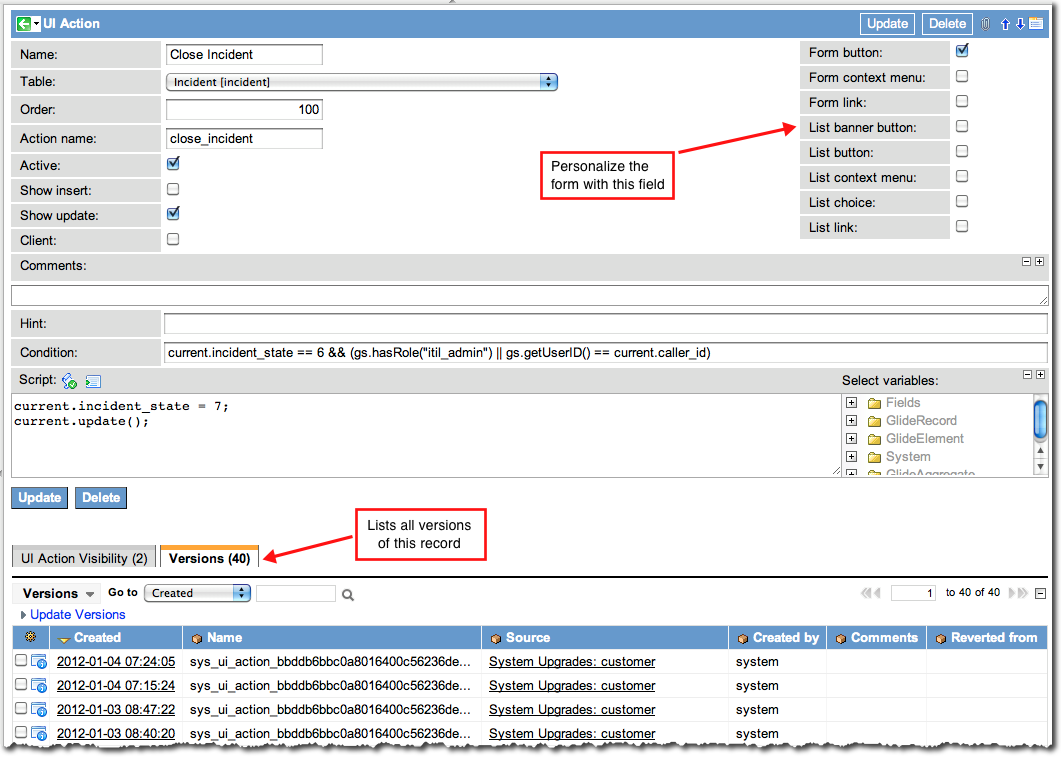 UI Action
Update Delete
Name: Close Incident
Table: Incident [incident]
Order: 100
Action name: close_incident
Active:
Show insert:
Show update:
Client:
Form button:
Form context menu:
Form link:
List banner button:
List button:
List context menu:
List choice:
List link:
Personalize the
form with this field
Comments:
Hint:
Condition: current.incident_state == 6 && (gs.hasRole("itil_admin") || gs.getUserID() == current.caller_id)
Script:
Select variables:
current.incident_state = 7;
current.update();
Fields
GlideRecord
GlideElement
System
GlideAggregate
Update Delete
Lists all versions
of this record
UI Action Visibility (2) Versions (40)
Versions Go to Created 1 to 40 of 40
Update Versions
Created Name Source Created by Comments Reverted from
2012-01-04 07:24:05 sys_ui_action_bbddb6bbc0a8016400c56236de... System Upgrades: customer system
2012-01-04 07:15:24 sys_ui_action_bbddb6bbc0a8016400c56236de... System Upgrades: customer system
2012-01-03 08:47:22 sys_ui_action_bbddb6bbc0a8016400c56236de... System Upgrades: customer system
2012-01-03 08:40:20 sys_ui_action_bbddb6bbc0a8016400c56236de... System Upgrades: customer system